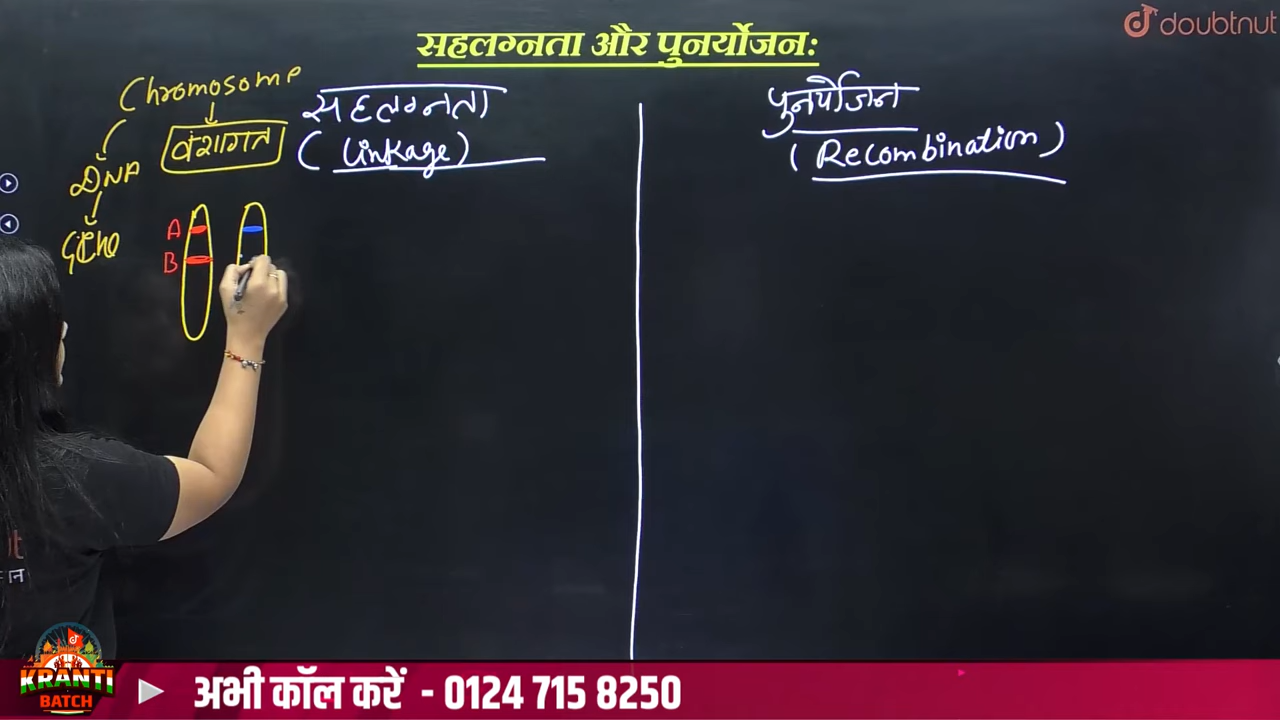 doubtnut
सहलग्नता और पुनर्योजन:
Chromosome
सहलग्नता
पुनर्योजन
वंशागत
(Linkage)
(Recombination)
DNA
A
B
KRANTI
BATCH
अभी कॉल करें - 0124 715 8250